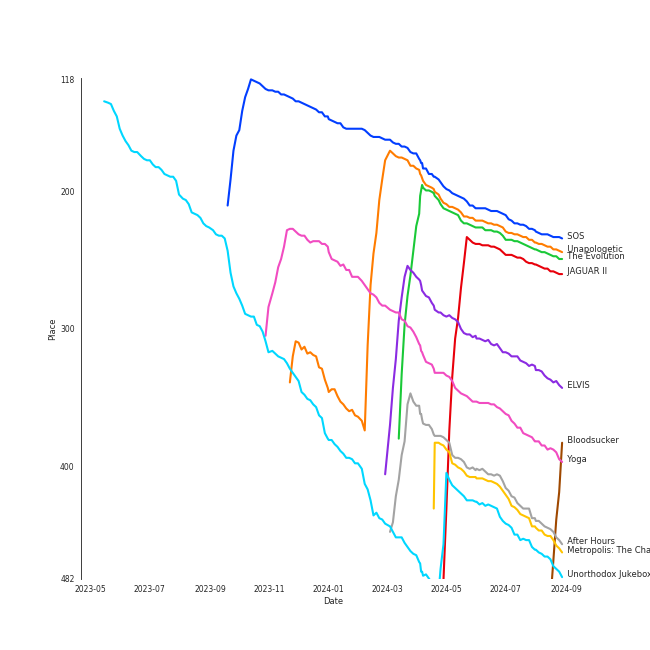 118
200
300
400
482
Place
2023-05
2023-07
2023-09
2023-11
2024-01
2024-03
2024-05
2024-07
2024-09
Date
SOS
Unapologetic
The Evolution
JAGUAR II
ELVIS
Bloodsucker
Yoga
After Hours
Metropolis: The Cha
Unorthodox Jukebox